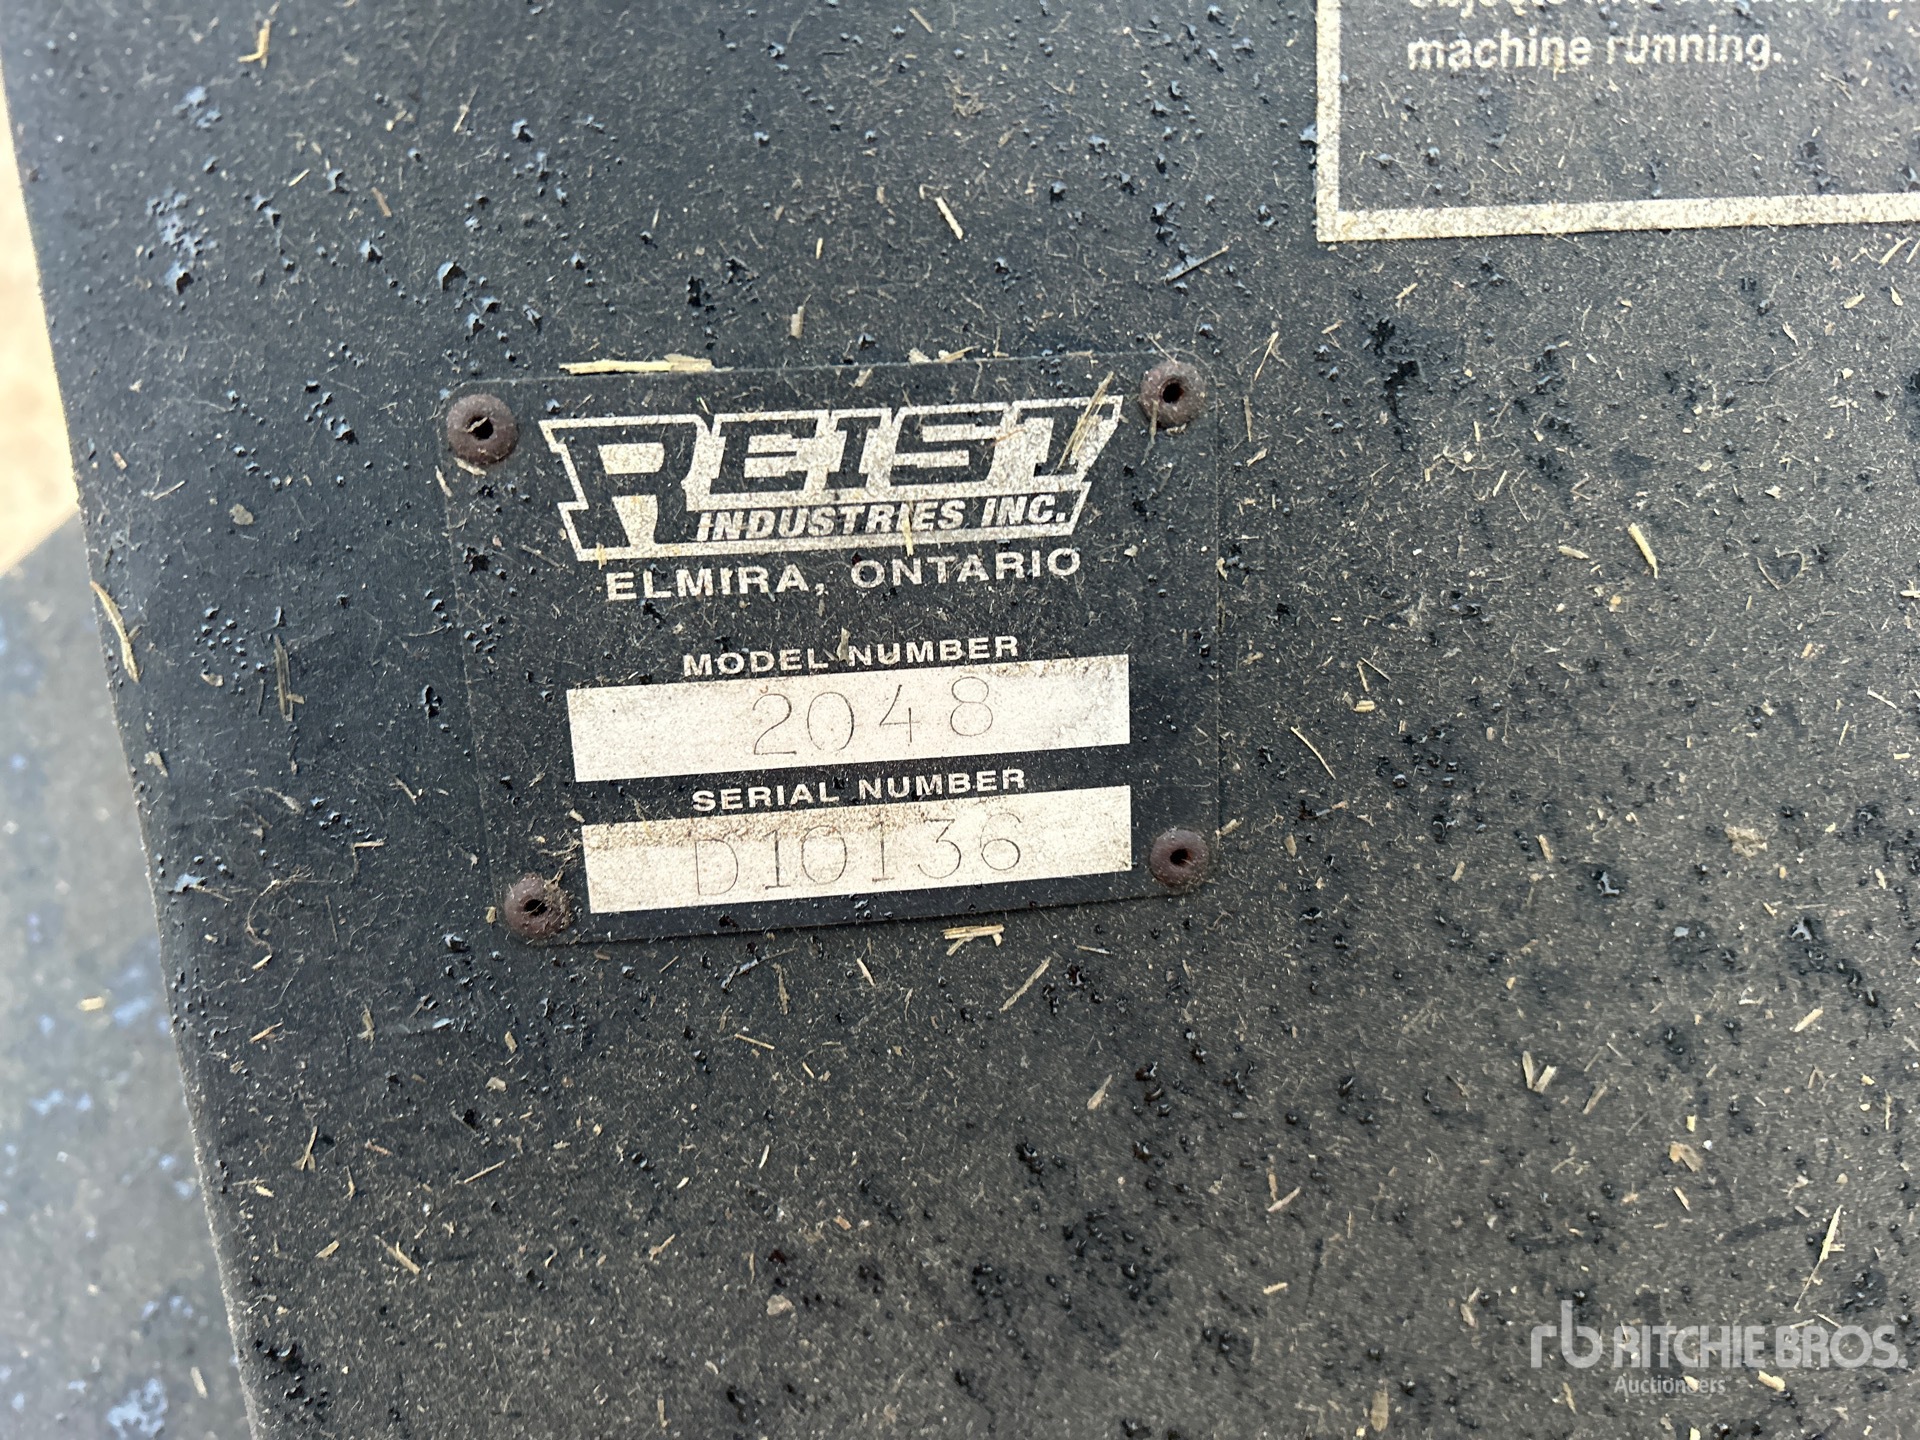 machine running.
REIST
INDUSTRIES INC.
ELMIRA, ONTARIO
MODEL NUMBER
2048
SERIAL NUMBER
D10136
rb RITCHIE BROS.
Auctioneers